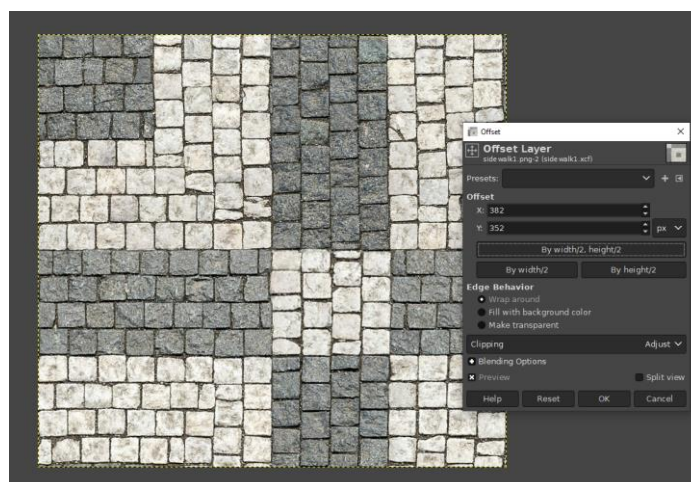 Offset
Offset Layer
sidewalk1.png-2 (sidewalk1.xcf)
Presets:
Offset
X: 382
Y: 352 px
By width/2, height/2
By width/2 By height/2
Edge Behavior
Wrap around
Fill with background color
Make transparent
Clipping Adjust
Blending Options
Preview Split view
Help Reset OK Cancel